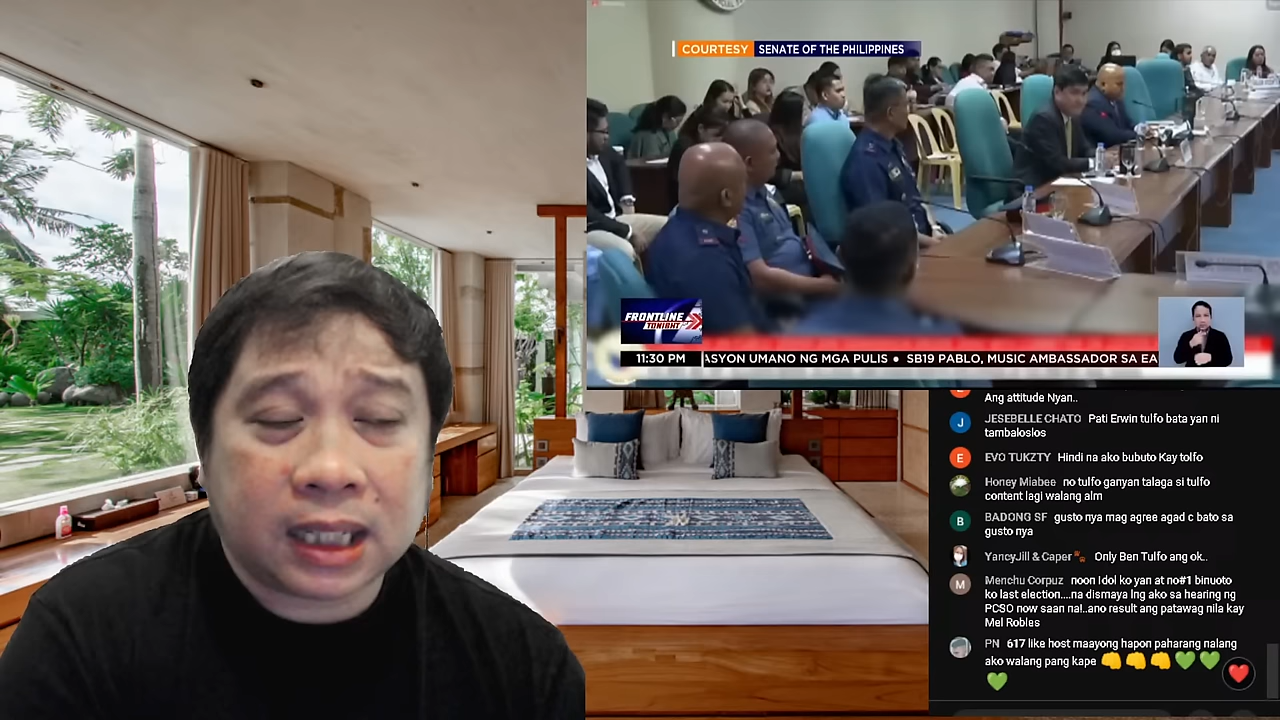 COURTESY SENATE OF THE PHILIPPINES
FRONTLINE
TONIGHT
11:30 PM ASYON UMANO NG MGA PULIS ● SB19 PABLO, MUSIC AMBASSADOR SA EA
Ang attitude Nyan..
J JESEBELLE CHATO Pati Erwin tulfo bata yan ni
tambaloslos
E EVO TUKZTY Hindi na ako bubuto Kay tolfo
Honey Miabee no tulfo ganyan talaga si tulfo
content lagi walang alm
B BADONG SF gusto nya mag agree agad c bato sa
gusto nya
YancyJill & Caper🐾 Only Ben Tulfo ang ok..
M Menchu Corpuz noon Idol ko yan at no#1 binuoto
ko last election....na dismaya lng ako sa hearing ng
PCSO now saan na!..ano result ang patawag nila kay
Mel Robles
PN 617 like host maayong hapon paharang nalang
ako walang pang kape 👊👊👊💚💚
💚